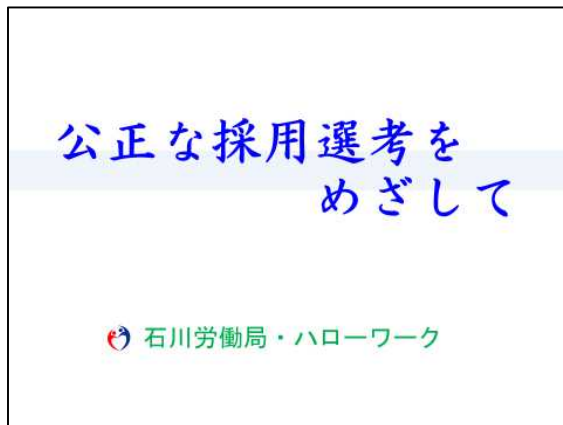 公正な採用選考を
めざして
石川労働局・ハローワーク